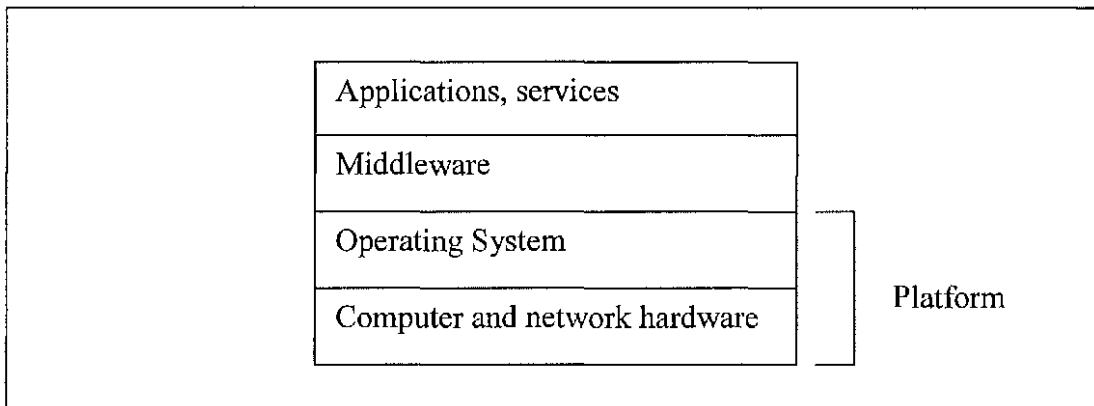 Applications, services
Middleware
Operating System
Platform
Computer and network hardware